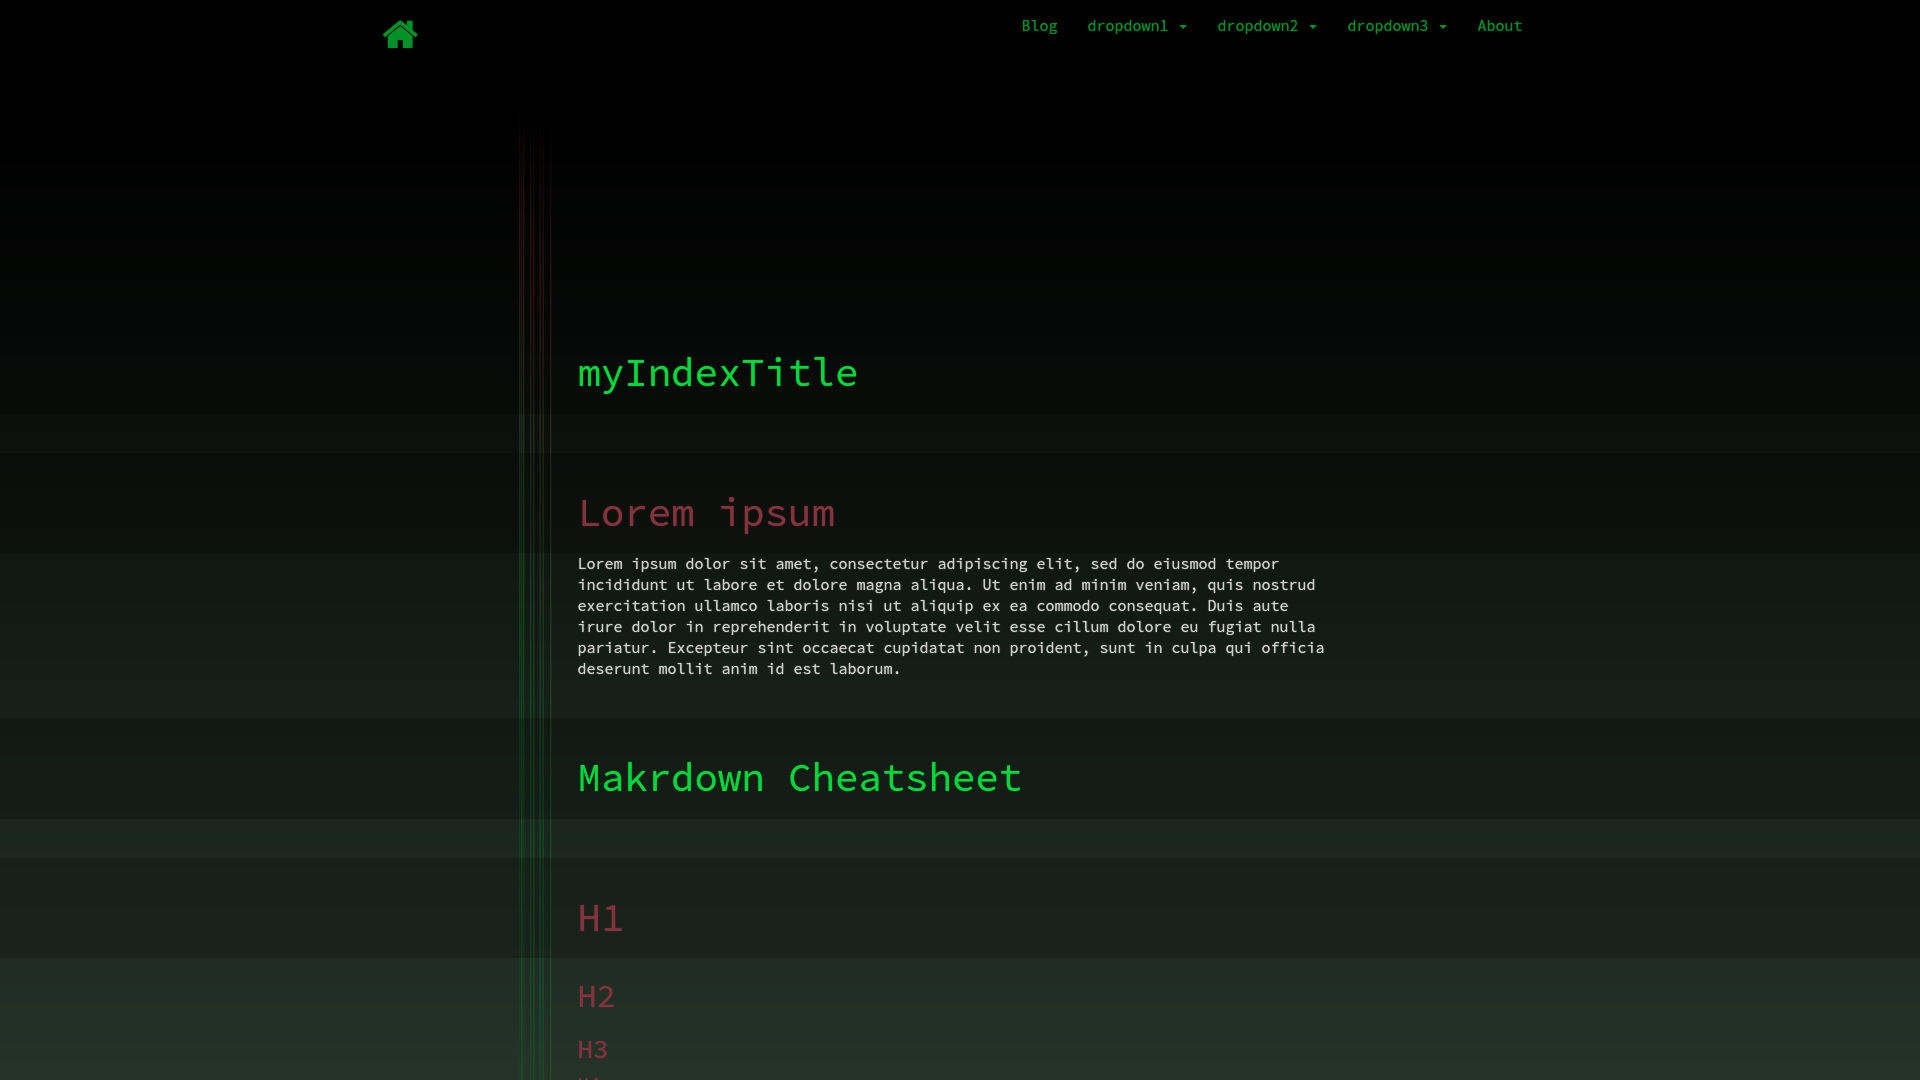 Blog dropdown1 dropdown2 dropdown3 About
myIndexTitle
Lorem ipsum
Lorem ipsum dolor sit amet, consectetur adipiscing elit, sed do eiusmod tempor
incididunt ut labore et dolore magna aliqua. Ut enim ad minim veniam, quis nostrud
exercitation ullamco laboris nisi ut aliquip ex ea commodo consequat. Duis aute
irure dolor in reprehenderit in voluptate velit esse cillum dolore eu fugiat nulla
pariatur. Excepteur sint occaecat cupidatat non proident, sunt in culpa qui officia
deserunt mollit anim id est laborum.
Makrdown Cheatsheet
H1
H2
H3